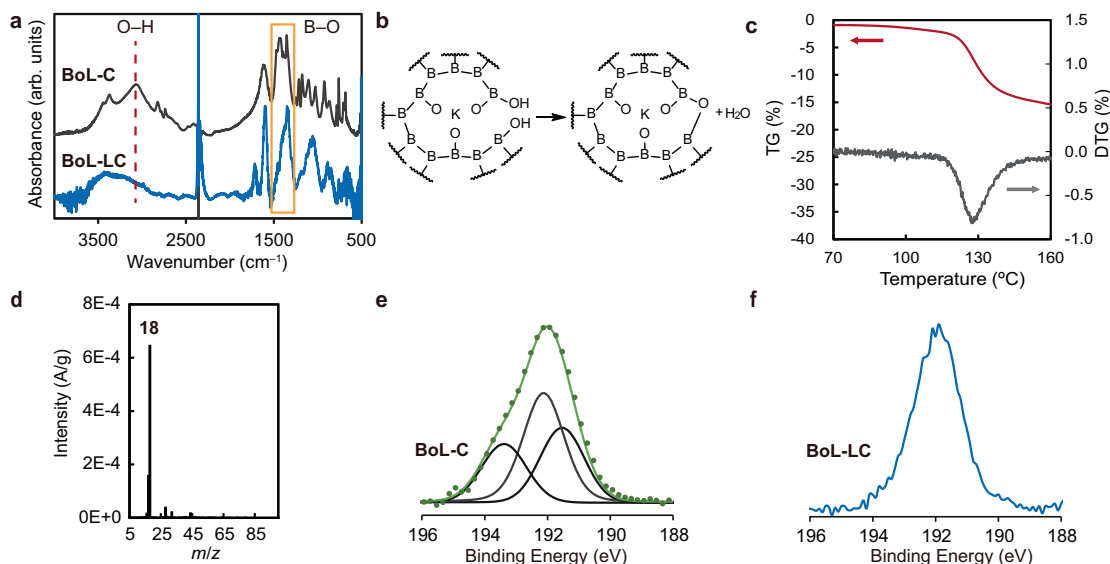 a
Absorbance (arb. units)
O–H
B–O
BoL-C
BoL-LC
3500
2500
1500
500
Wavenumber (cm⁻¹)
b
B B B
B B
O O OH
K
B O OH
B B B B
B B B
B O O O
K
B O
B B B B
+H₂O
c
TG (%)
0
-5
-10
-15
-20
-25
-30
-35
-40
1.5
1.0
0.5
0.0
-0.5
-1.0
DTG (%)
70
100
130
160
Temperature (ºC)
d
Intensity (A/g)
8E-4
6E-4
4E-4
2E-4
0E+0
18
5
25
45
65
85
m/z
e
BoL-C
196
194
192
190
188
Binding Energy (eV)
f
BoL-LC
196
194
192
190
188
Binding Energy (eV)